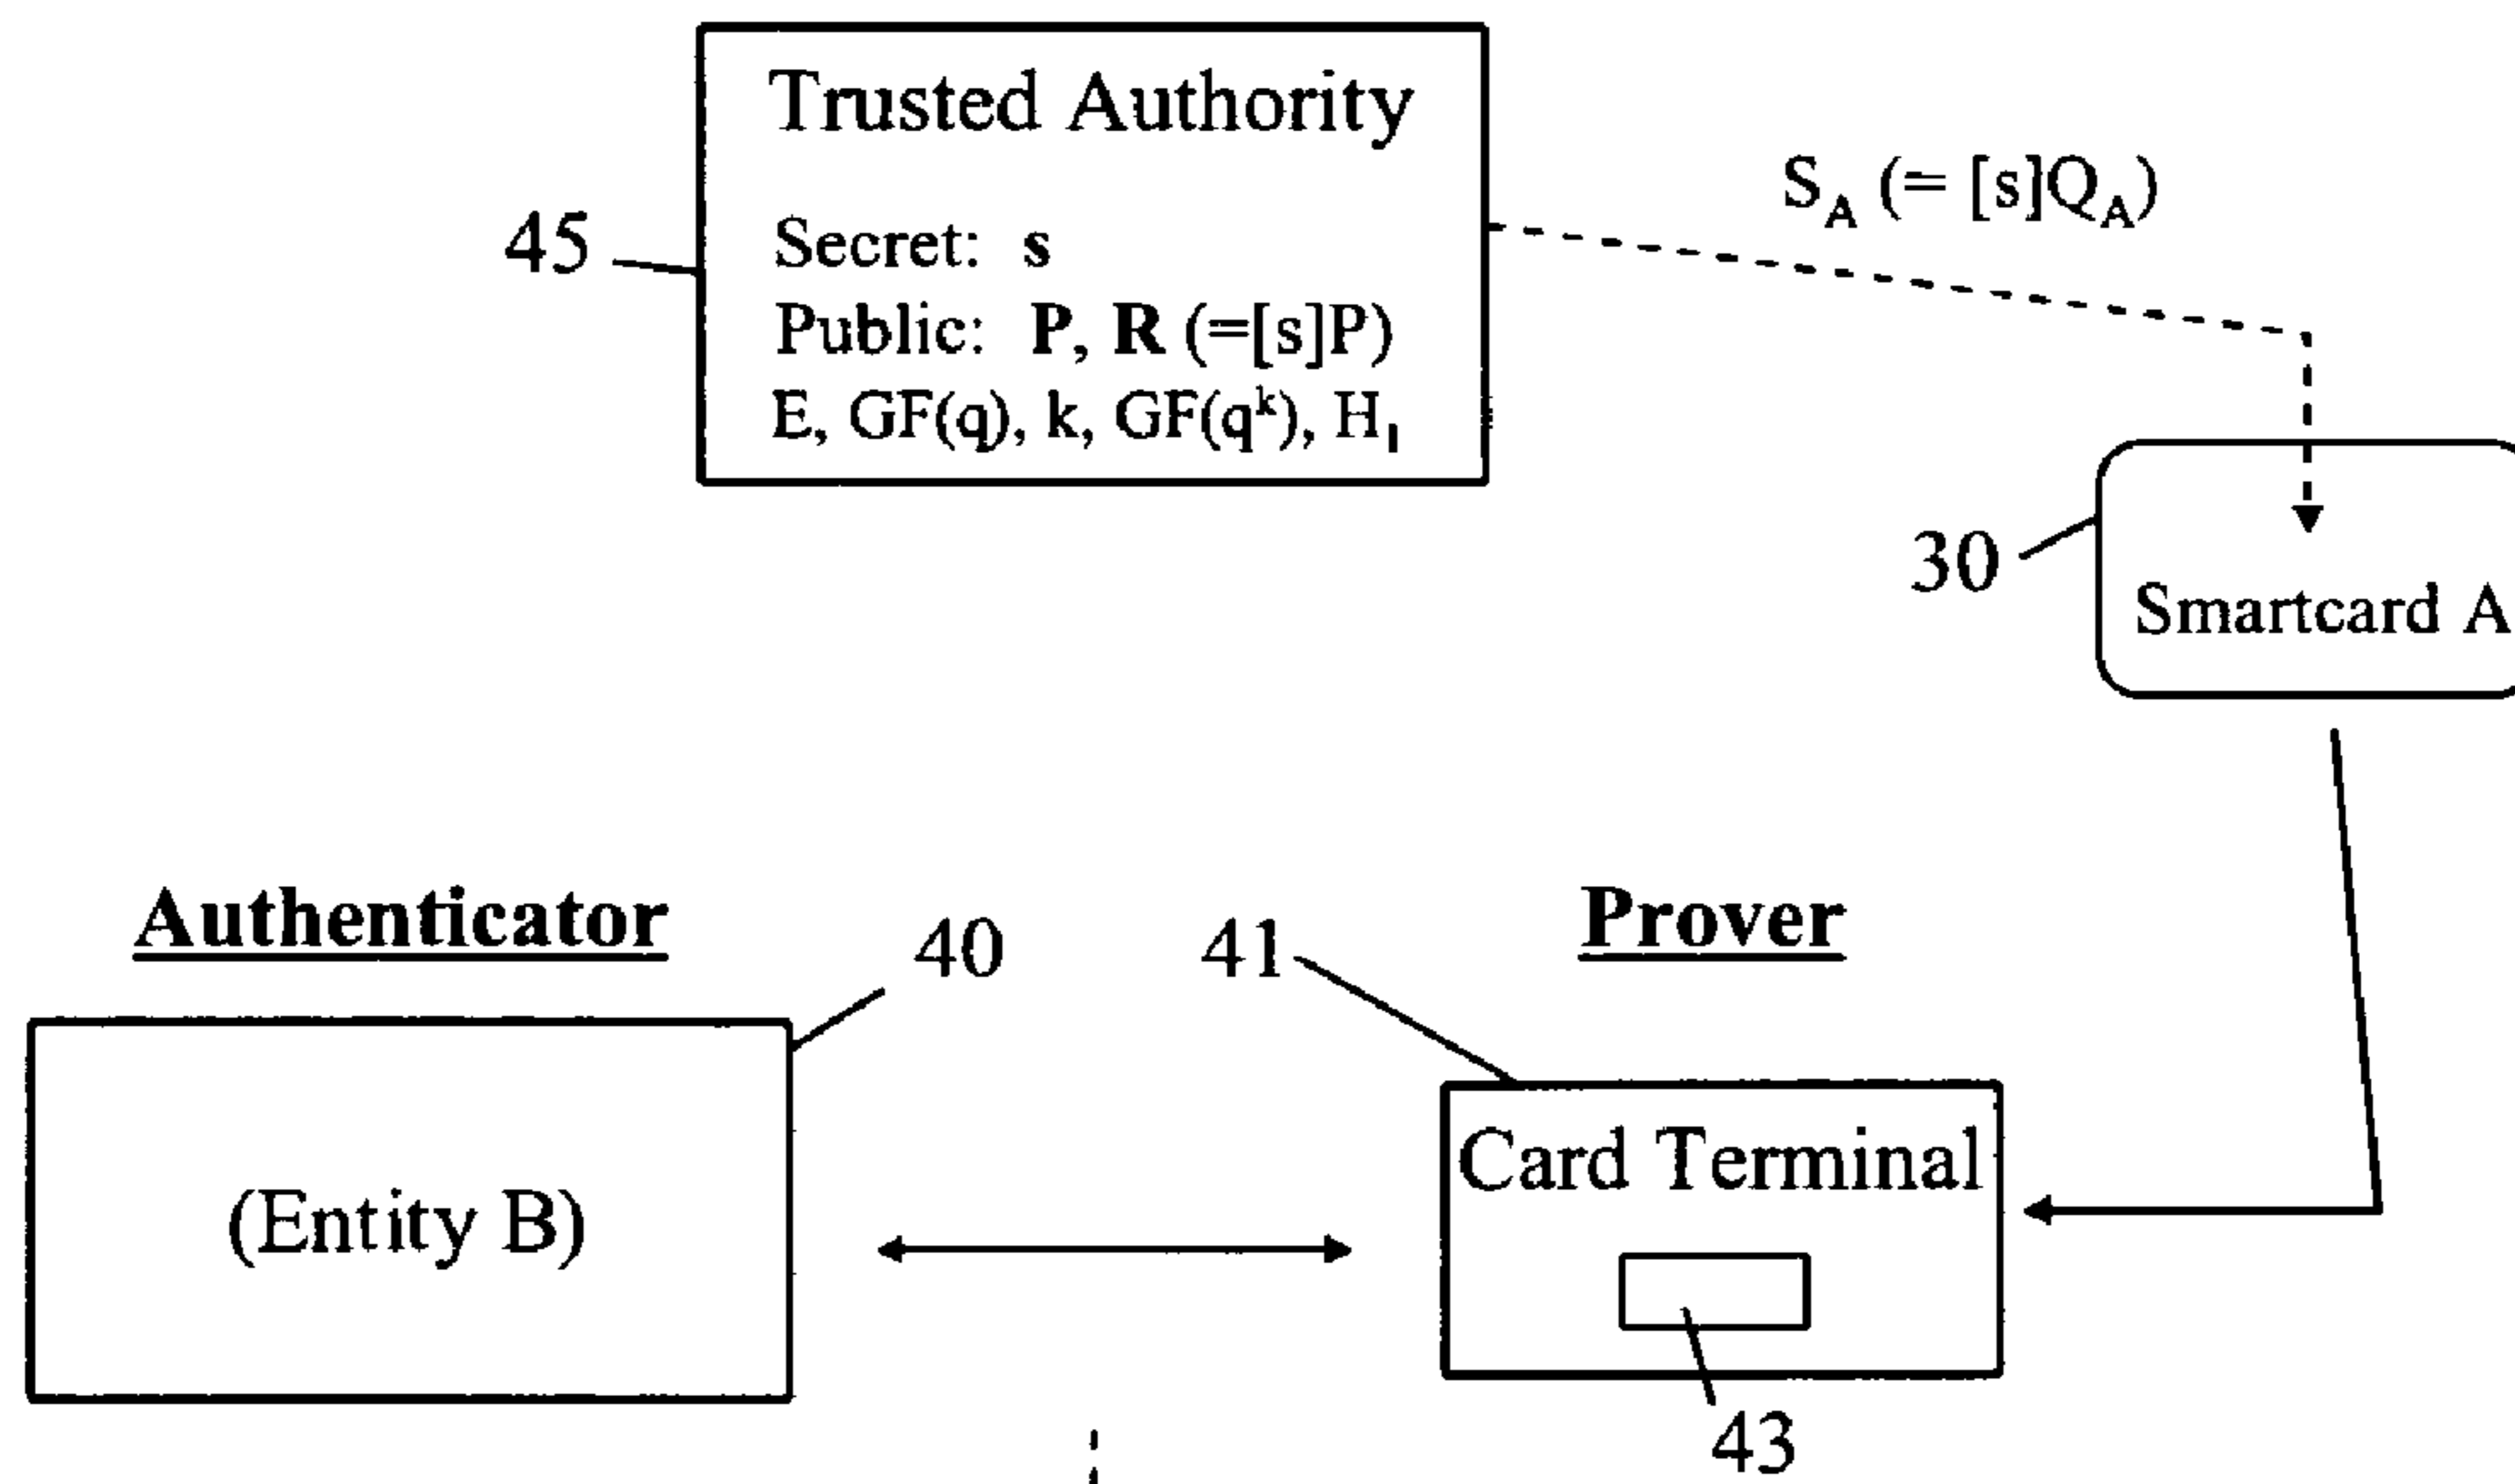 Trusted Authority
Secret: s
Public: P, R (=[s]P)
E, GF(q), k, GF(q^k), H_1
45
S_A (= [s]Q_A)
30
Smartcard A
Authenticator
40
41
Prover
(Entity B)
Card Terminal
43